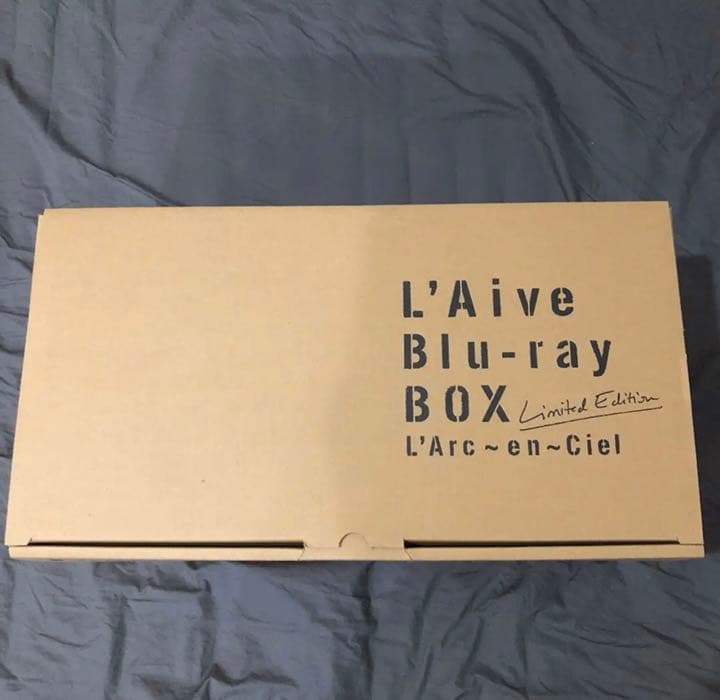 L'Aive
Blu-ray
BOX Limited Edition
L'Arc~en~Ciel